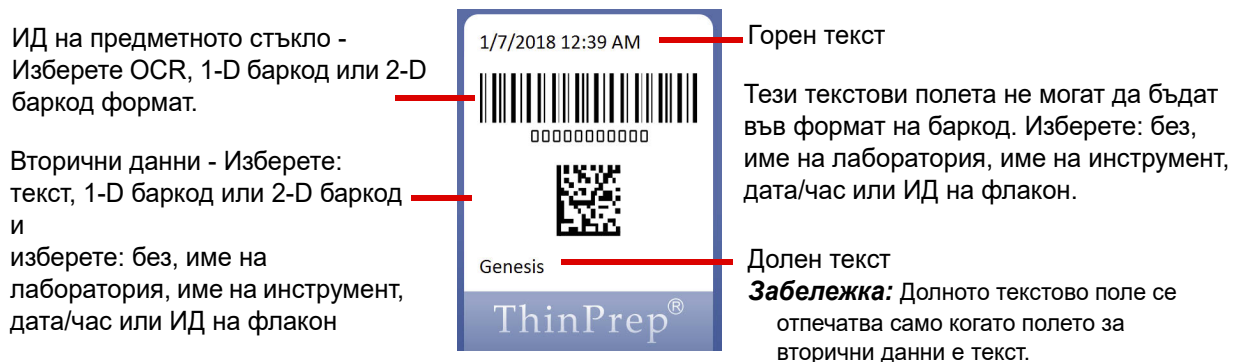 ИД на предметното стъкло -
Изберете OCR, 1-D баркод или 2-D
баркод формат.
Вторични данни - Изберете:
текст, 1-D баркод или 2-D баркод
и
изберете: без, име на
лаборатория, име на инструмент,
дата/час или ИД на флакон
1/7/2018 12:39 AM
00000000000
Genesis
ThinPrep®
Горен текст
Тези текстови полета не могат да бъдат
във формат на баркод. Изберете: без,
име на лаборатория, име на инструмент,
дата/час или ИД на флакон.
Долен текст
Забележка: Долното текстово поле се
отпечатва само когато полето за
вторични данни е текст.